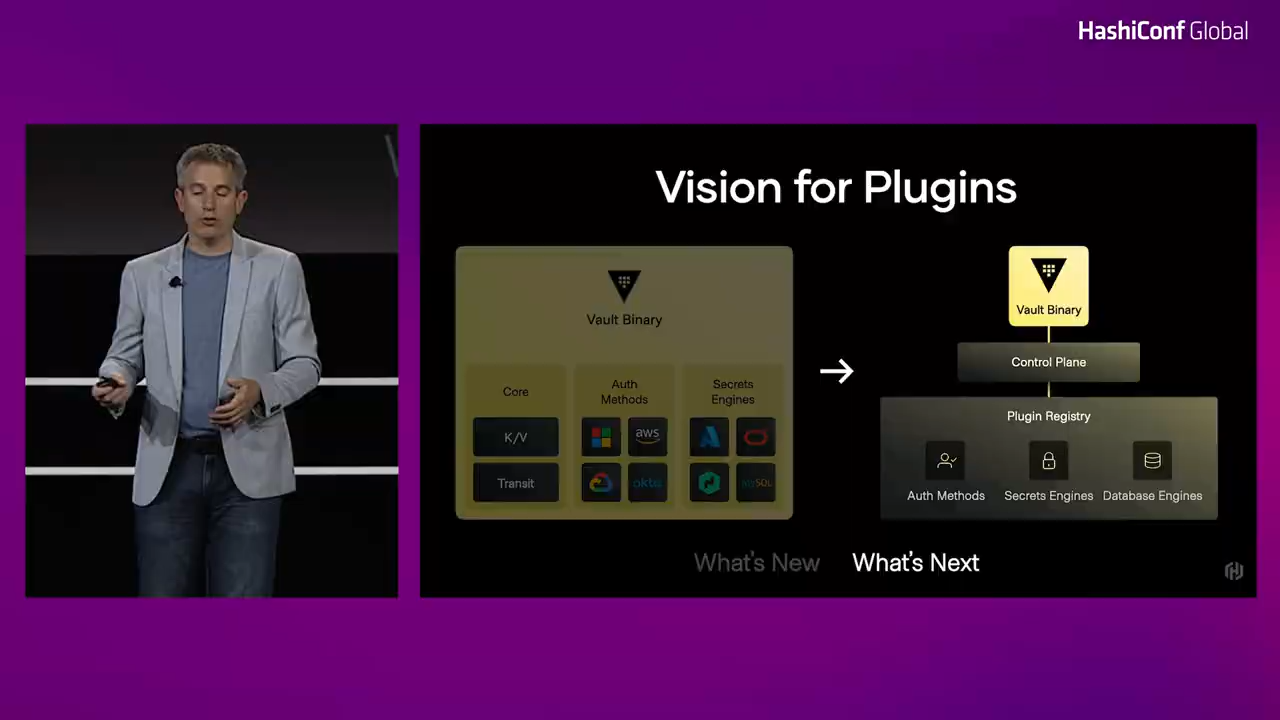 HashiConf Global
Vision for Plugins
Vault Binary
Core
Auth
Methods
Secrets
Engines
K/V
Transit
aws
okta
MySQL
Vault Binary
Control Plane
Plugin Registry
Auth Methods
Secrets Engines
Database Engines
What's New
What's Next